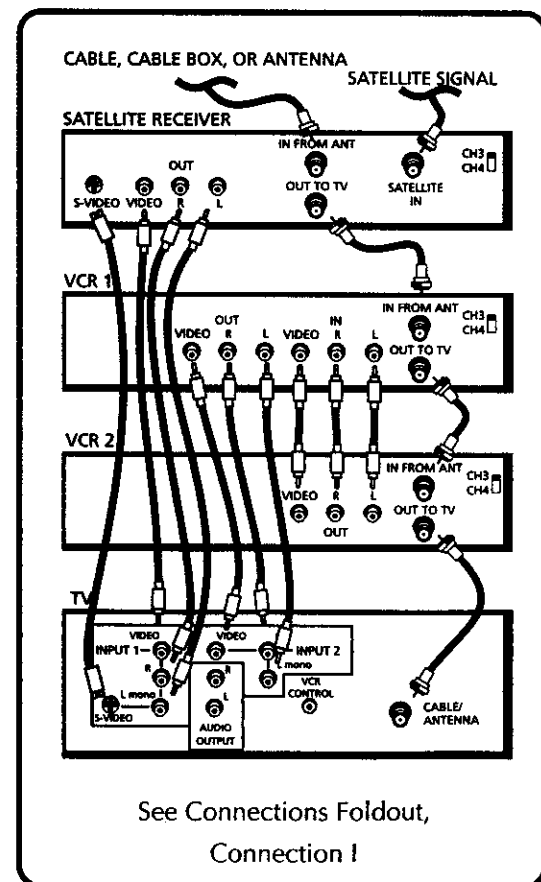 CABLE, CABLE BOX, OR ANTENNA
SATELLITE SIGNAL
SATELLITE RECEIVER
IN FROM ANT
OUT
CH3
CH4
S-VIDEO VIDEO R L
OUT TO TV
SATELLITE
IN
VCR 1
IN FROM ANT
CH3
CH4
OUT IN
VIDEO R L VIDEO R L
OUT TO TV
VCR 2
IN FROM ANT
CH3
CH4
VIDEO R L
OUT TO TV
OUT
TV
VIDEO VIDEO
INPUT 1 INPUT 2
R R L mono
L mono L VCR
CONTROL
S-VIDEO
CABLE/
ANTENNA
AUDIO
OUTPUT
See Connections Foldout,
Connection I